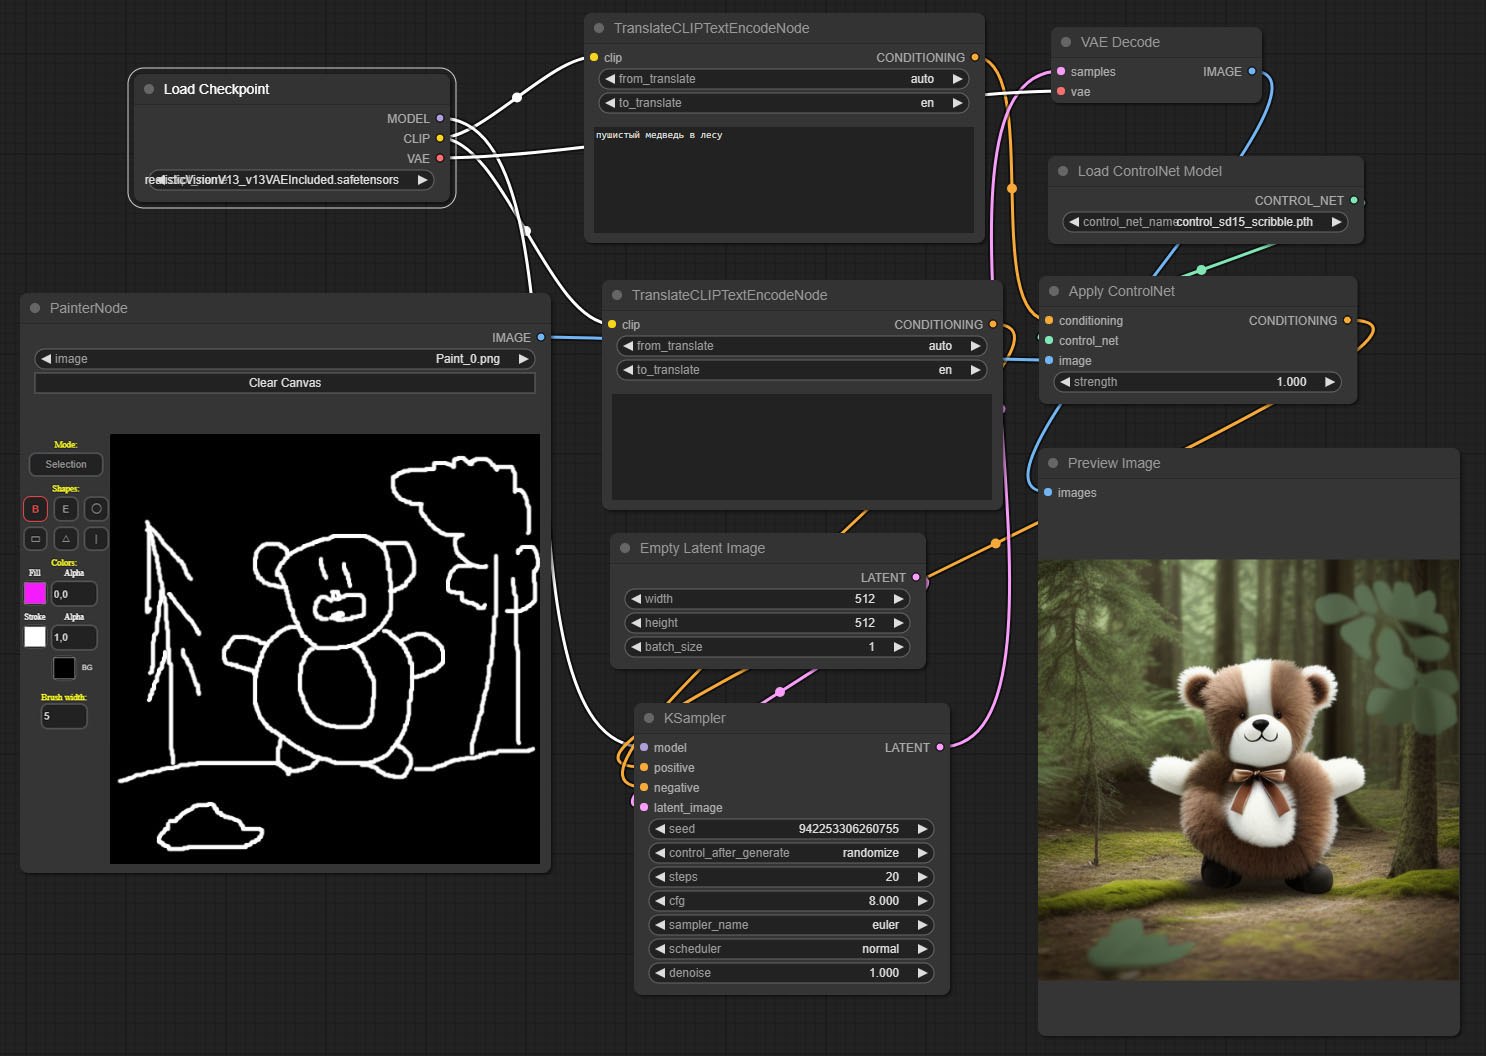 Load Checkpoint
MODEL
CLIP
VAE
realisticVisionV13_v13VAEIncluded.safetensors
TranslateCLIPTextEncodeNode
clip CONDITIONING
from_translate auto
to_translate en
пушистый медведь в лесу
VAE Decode
samples IMAGE
vae
Load ControlNet Model
CONTROL_NET
control_net_name control_sd15_scribble.pth
PainterNode
IMAGE
image Paint_0.png
Clear Canvas
Mode:
Selection
Shapes:
B E
Colors:
Fill Alpha
0,0
Stroke Alpha
1,0
BG
Brush width:
5
TranslateCLIPTextEncodeNode
clip CONDITIONING
from_translate auto
to_translate en
Apply ControlNet
conditioning CONDITIONING
control_net
image
strength 1.000
Empty Latent Image
LATENT
width 512
height 512
batch_size 1
Preview Image
images
KSampler
model LATENT
positive
negative
latent_image
seed 942253306260755
control_after_generate randomize
steps 20
cfg 8.000
sampler_name euler
scheduler normal
denoise 1.000